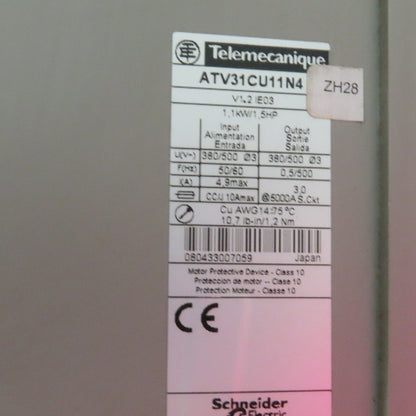 Telemecanique
ATV31CU11N4
ZH28
V1.2 IE03
1,1kW/1,5HP
Input Output
Alimentation Sortie
Entrada Salida
U(V~) 380/500 Ø3 380/500 Ø3
F(Hz) 50/60 0,5/500
I(A) 4.9max 3,0
CC/J 10Amax @5000A S.Ckt
Cu AWG14 75°C
10.7 lb-in/1,2 Nm
080433007059 Japan
Motor Protective Device - Class 10
Proteccion de motor -- Clase 10
Protection Moteur - Classe 10
CE
Schneider
Electric